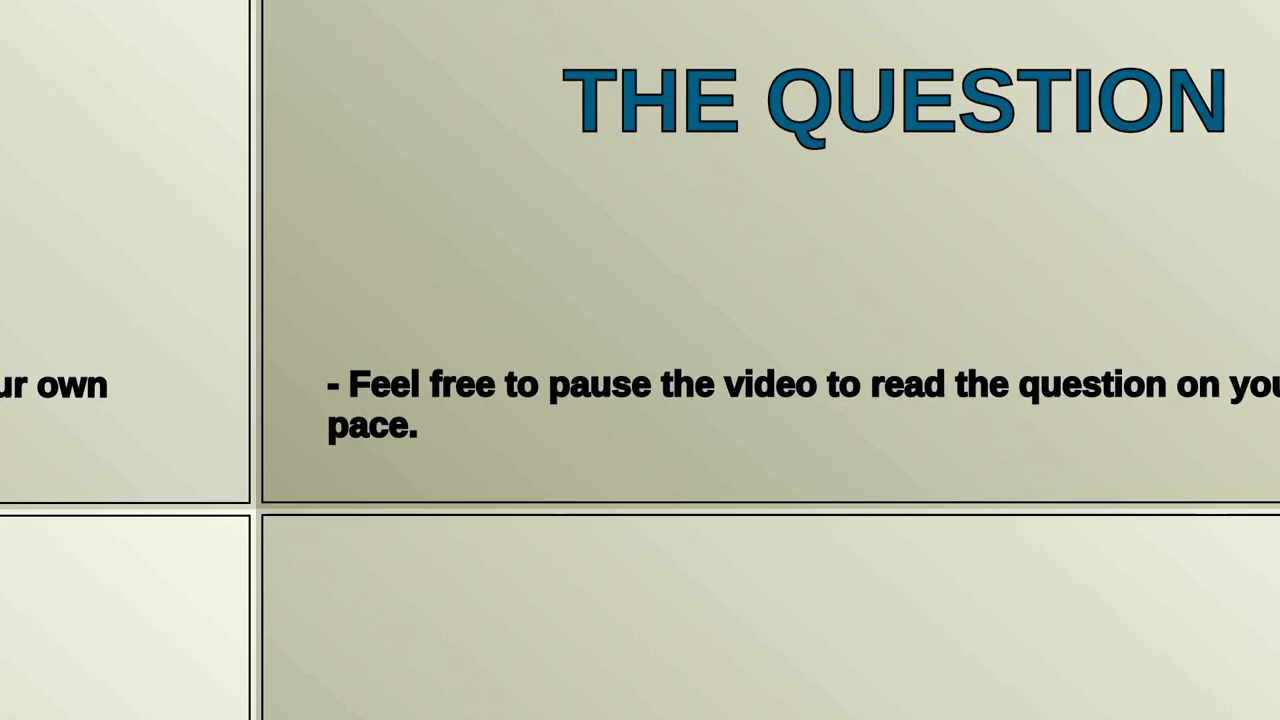 THE QUESTION
ur own
- Feel free to pause the video to read the question on you
pace.